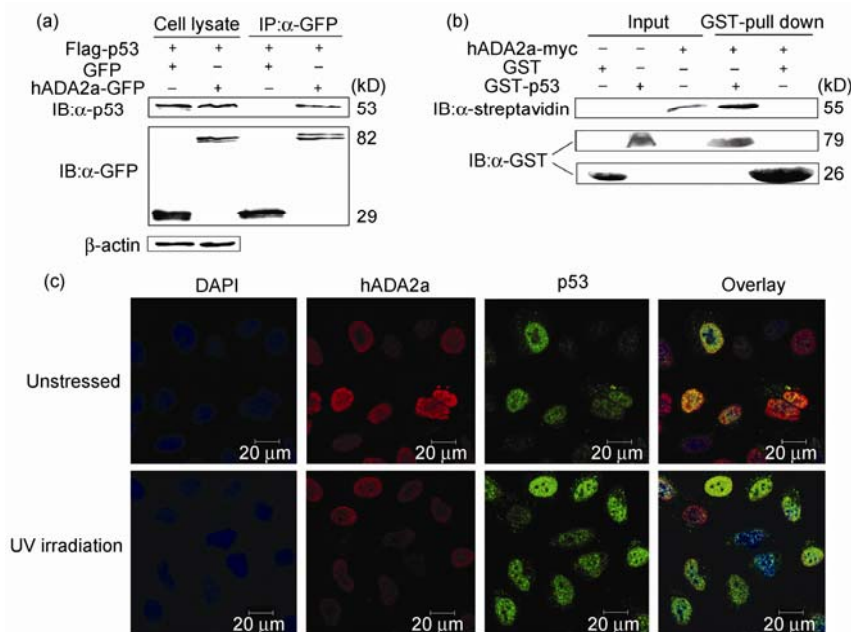 (a)
Cell lysate IP:α-GFP
Flag-p53 + + + +
GFP + – + –
hADA2a-GFP – + – + (kD)
IB:α-p53 53
82
IB:α-GFP
29
β-actin
(b)
Input GST-pull down
hADA2a-myc – – + + +
GST + – – – +
GST-p53 – + – + – (kD)
IB:α-streptavidin 55
79
IB:α-GST
26
(c)
DAPI hADA2a p53 Overlay
Unstressed
20 μm 20 μm 20 μm 20 μm
UV irradiation
20 μm 20 μm 20 μm 20 μm